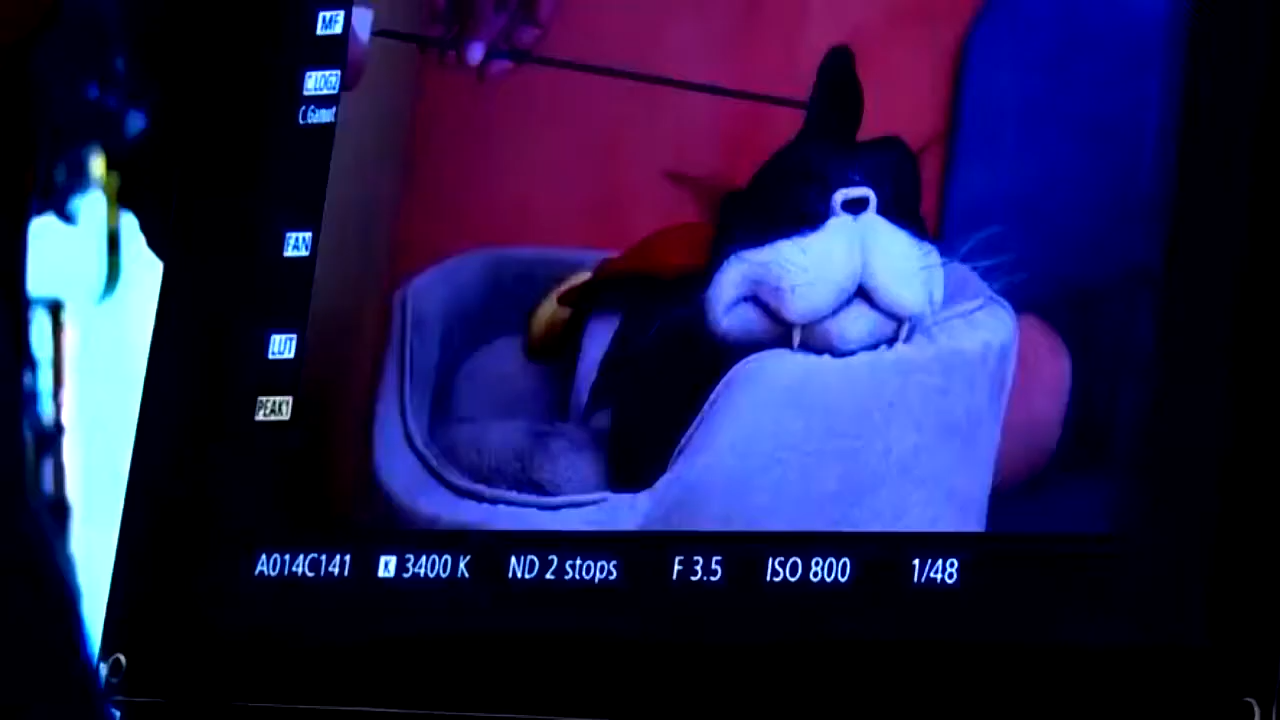 MF
C.LOG2
C.Gamut
FAN
LUT
PEAK1
A014C141 K 3400 K ND 2 stops F 3.5 ISO 800 1/48